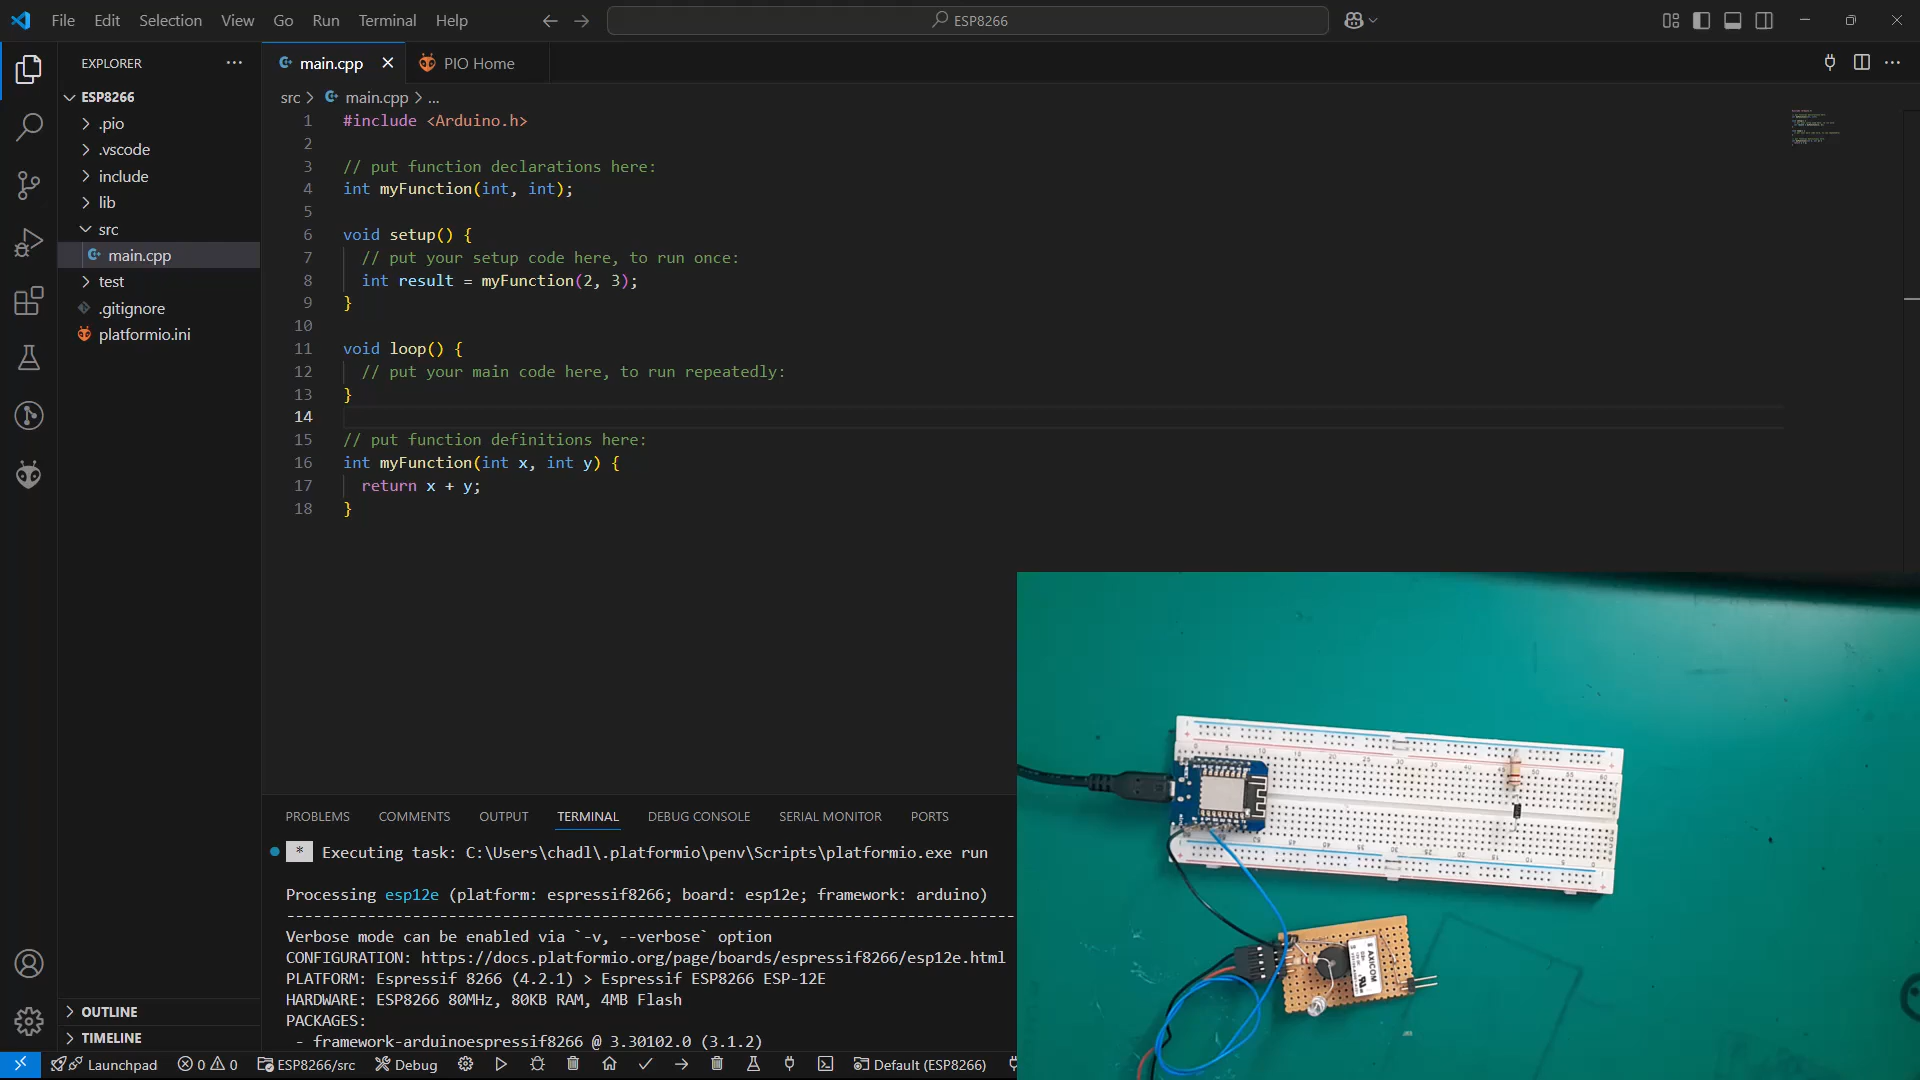 File Edit Selection View Go Run Terminal Help
ESP8266
EXPLORER
main.cpp
PIO Home
ESP8266
.pio
.vscode
include
lib
src
main.cpp
test
.gitignore
platformio.ini
OUTLINE
TIMELINE
src > main.cpp > ...
1 #include <Arduino.h>
2
3 // put function declarations here:
4 int myFunction(int, int);
5
6 void setup() {
7 // put your setup code here, to run once:
8 int result = myFunction(2, 3);
9 }
10
11 void loop() {
12 // put your main code here, to run repeatedly:
13 }
14
15 // put function definitions here:
16 int myFunction(int x, int y) {
17 return x + y;
18 }
PROBLEMS COMMENTS OUTPUT TERMINAL DEBUG CONSOLE SERIAL MONITOR PORTS
* Executing task: C:\Users\chadl\.platformio\penv\Scripts\platformio.exe run
Processing esp12e (platform: espressif8266; board: esp12e; framework: arduino)
--------------------------------------------------------------------------------
Verbose mode can be enabled via `-v, --verbose` option
CONFIGURATION: https://docs.platformio.org/page/boards/espressif8266/esp12e.html
PLATFORM: Espressif 8266 (4.2.1) > Espressif ESP8266 ESP-12E
HARDWARE: ESP8266 80MHz, 80KB RAM, 4MB Flash
PACKAGES:
- framework-arduinoespressif8266 @ 3.30102.0 (3.1.2)
Launchpad 0 0 ESP8266/src Debug Default (ESP8266)
AXICOM